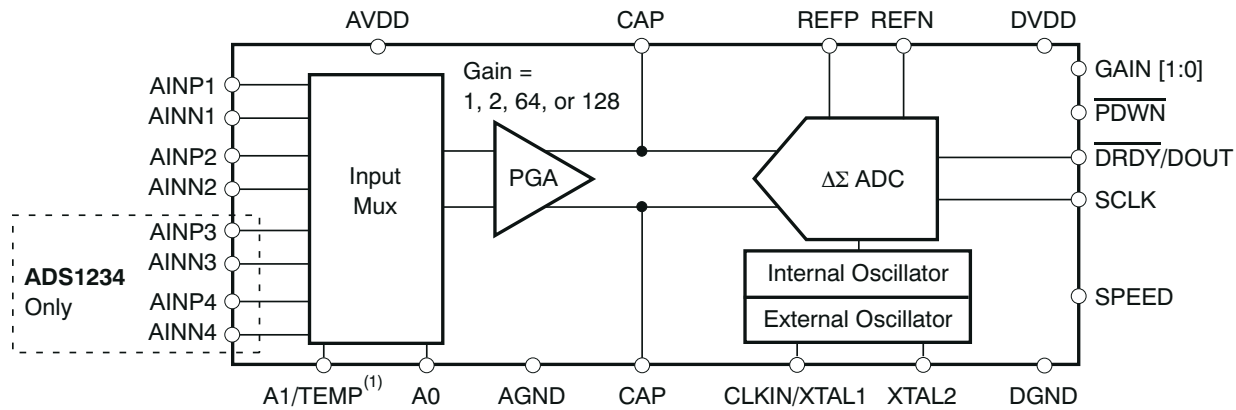 AVDD
CAP
REFP
REFN
DVDD
AINP1
AINN1
AINP2
AINN2
AINP3
AINN3
AINP4
AINN4
ADS1234
Only
Input
Mux
Gain =
1, 2, 64, or 128
PGA
ΔΣ ADC
Internal Oscillator
External Oscillator
GAIN [1:0]
PDWN
DRDY/DOUT
SCLK
SPEED
A1/TEMP(1)
A0
AGND
CAP
CLKIN/XTAL1
XTAL2
DGND